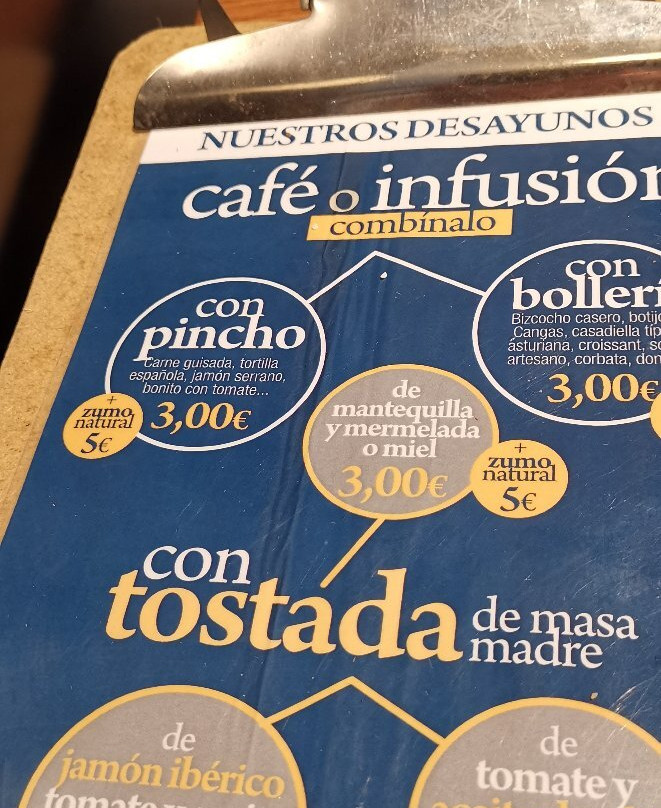 NUESTROS DESAYUNOS
café o infusión
combínalo
con
pincho
Carne guisada, tortilla
española, jamón serrano,
bonito con tomate...
3,00€
+
zumo
natural
5€
con
Bizcocho casero,
Cangas, casadiella
asturiana, croissant,
artesano, corbata,
3,00€
de
mantequilla
y mermelada
o miel
3,00€
+
zumo
natural
5€
con
tostada
de masa
madre
de
jamón ibérico
de
tomate y